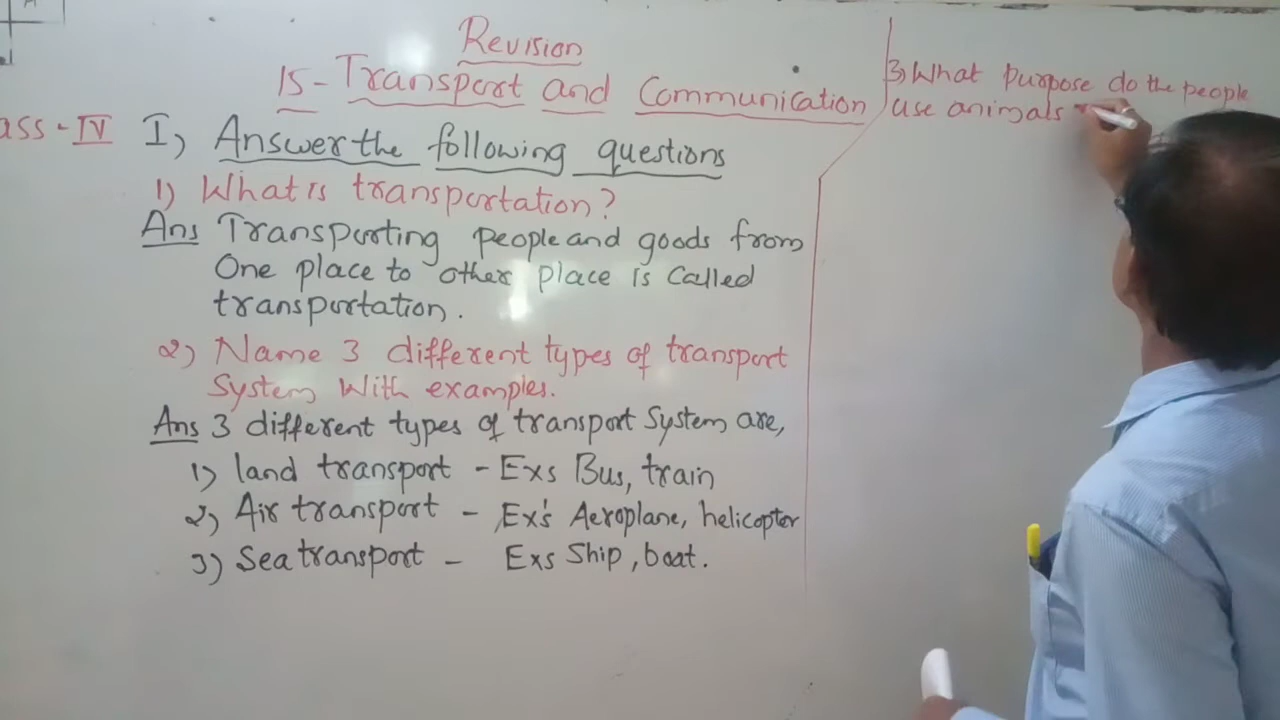 Revision
15-Transport and Communication
ass-IV I) Answer the following questions
1) What is transportation?
Ans Transporting people and goods from
One place to other place is called
transportation.
2) Name 3 different types of transport
System with examples.
Ans 3 different types of transport System are,
1) land transport - Exs Bus, train
2) Air transport - Ex's Aeroplane, helicopter
3) Sea transport - Exs Ship, boat.
3) What purpose do the people
use animals